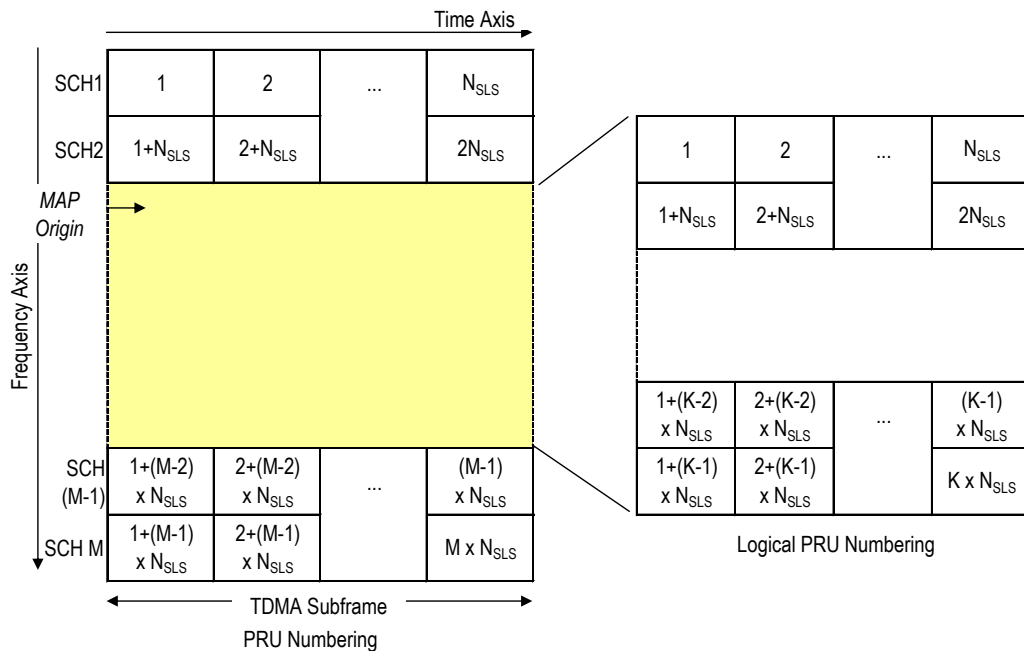 Time Axis
SCH1 1 2 ... N_SLS
SCH2 1+N_SLS 2+N_SLS 2N_SLS
MAP
Origin
Frequency Axis
SCH
(M-1)
1+(M-2)
x N_SLS
2+(M-2)
x N_SLS
...
(M-1)
x N_SLS
SCH M
1+(M-1)
x N_SLS
2+(M-1)
x N_SLS
M x N_SLS
TDMA Subframe
PRU Numbering
1 2 ... N_SLS
1+N_SLS 2+N_SLS 2N_SLS
1+(K-2)
x N_SLS
2+(K-2)
x N_SLS
...
(K-1)
x N_SLS
1+(K-1)
x N_SLS
2+(K-1)
x N_SLS
K x N_SLS
Logical PRU Numbering